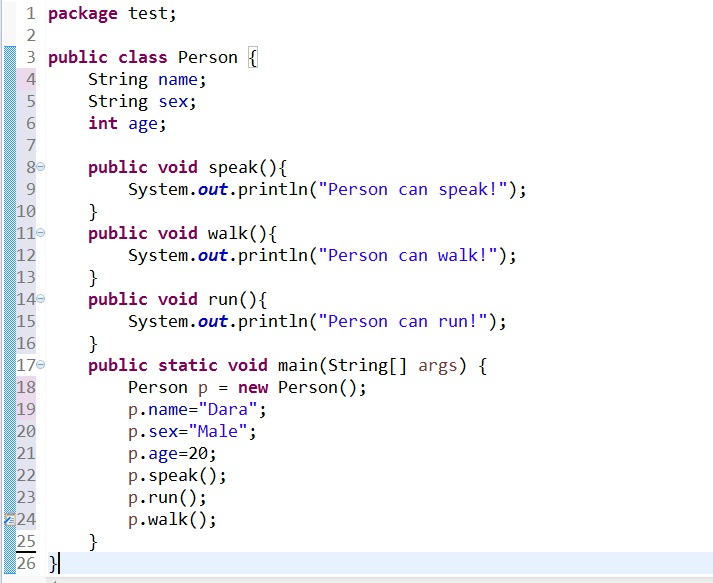 1 package test;
2
3 public class Person {
4     String name;
5     String sex;
6     int age;
7
8     public void speak(){
9         System.out.println("Person can speak!");
10     }
11     public void walk(){
12         System.out.println("Person can walk!");
13     }
14     public void run(){
15         System.out.println("Person can run!");
16     }
17     public static void main(String[] args) {
18         Person p = new Person();
19         p.name="Dara";
20         p.sex="Male";
21         p.age=20;
22         p.speak();
23         p.run();
24         p.walk();
25     }
26 }